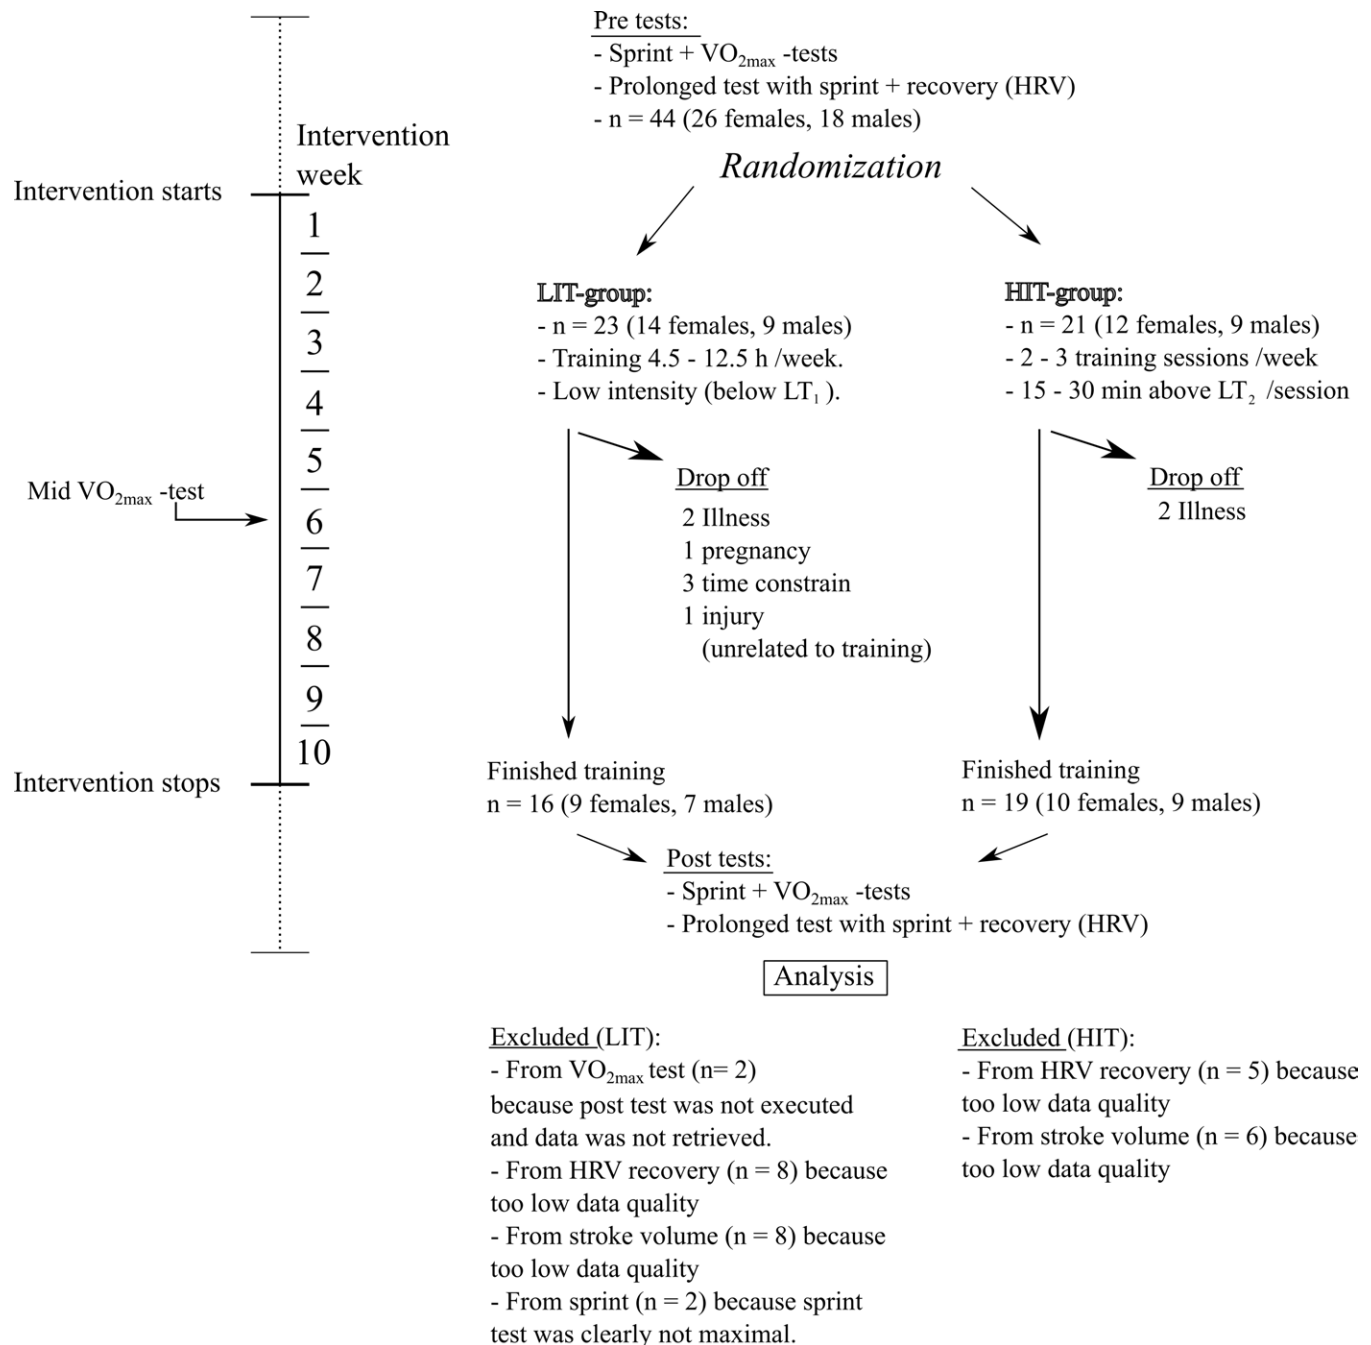 Pre tests:
- Sprint + VO2max -tests
- Prolonged test with sprint + recovery (HRV)
- n = 44 (26 females, 18 males)
Randomization
Intervention
week
Intervention starts
1
2
3
4
5
Mid VO2max -test
6
7
8
9
10
Intervention stops
LIT-group:
- n = 23 (14 females, 9 males)
- Training 4.5 - 12.5 h /week.
- Low intensity (below LT1 ).
HIT-group:
- n = 21 (12 females, 9 males)
- 2 - 3 training sessions /week
- 15 - 30 min above LT2 /session
Drop off
2 Illness
1 pregnancy
3 time constrain
1 injury
(unrelated to training)
Drop off
2 Illness
Finished training
n = 16 (9 females, 7 males)
Finished training
n = 19 (10 females, 9 males)
Post tests:
- Sprint + VO2max -tests
- Prolonged test with sprint + recovery (HRV)
Analysis
Excluded (LIT):
- From VO2max test (n= 2)
because post test was not executed
and data was not retrieved.
- From HRV recovery (n = 8) because
too low data quality
- From stroke volume (n = 8) because
too low data quality
- From sprint (n = 2) because sprint
test was clearly not maximal.
Excluded (HIT):
- From HRV recovery (n = 5) because
too low data quality
- From stroke volume (n = 6) because
too low data quality